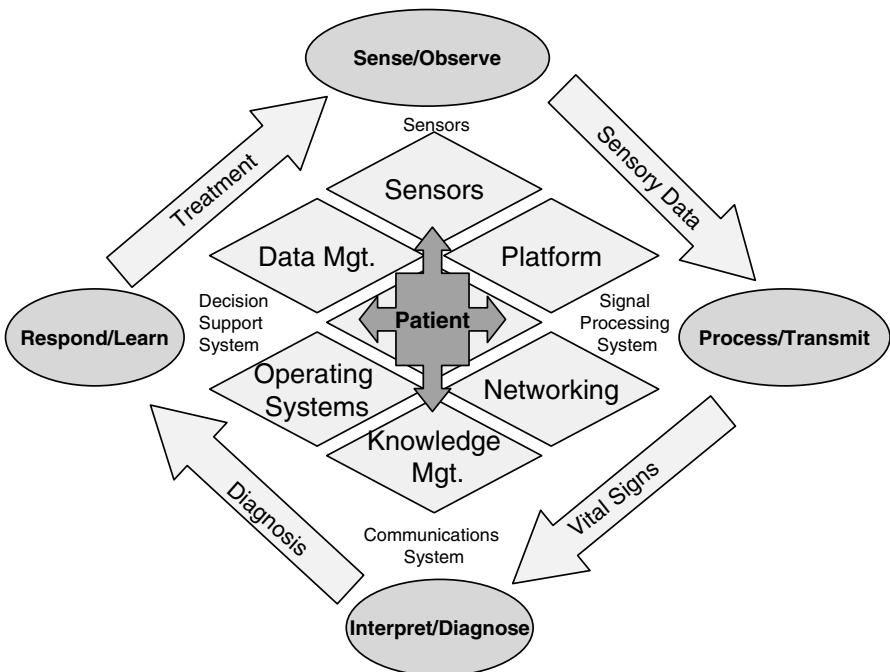 Sense/Observe
Sensors
Sensors
Treatment
Sensory Data
Data Mgt.
Platform
Decision
Support
System
Patient
Signal
Processing
System
Respond/Learn
Process/Transmit
Operating
Systems
Networking
Knowledge
Mgt.
Diagnosis
Vital Signs
Communications
System
Interpret/Diagnose